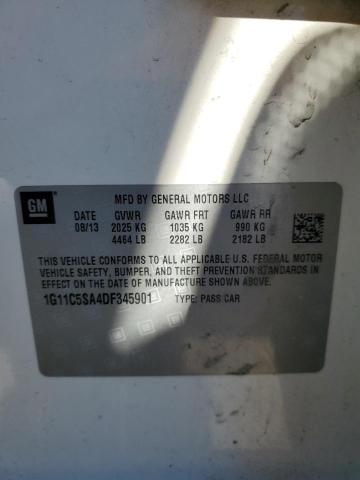 GM
MFD BY GENERAL MOTORS LLC
DATE GVWR GAWR FRT GAWR RR
08/13 2025 KG 1035 KG 990 KG
4464 LB 2282 LB 2182 LB
THIS VEHICLE CONFORMS TO ALL APPLICABLE U.S. FEDERAL MOTOR
VEHICLE SAFETY, BUMPER, AND THEFT PREVENTION STANDARDS
IN EFFECT ON THE DATE OF MANUFACTURE SHOWN ABOVE.
1G11C5SA4DF345901 TYPE: PASS CAR